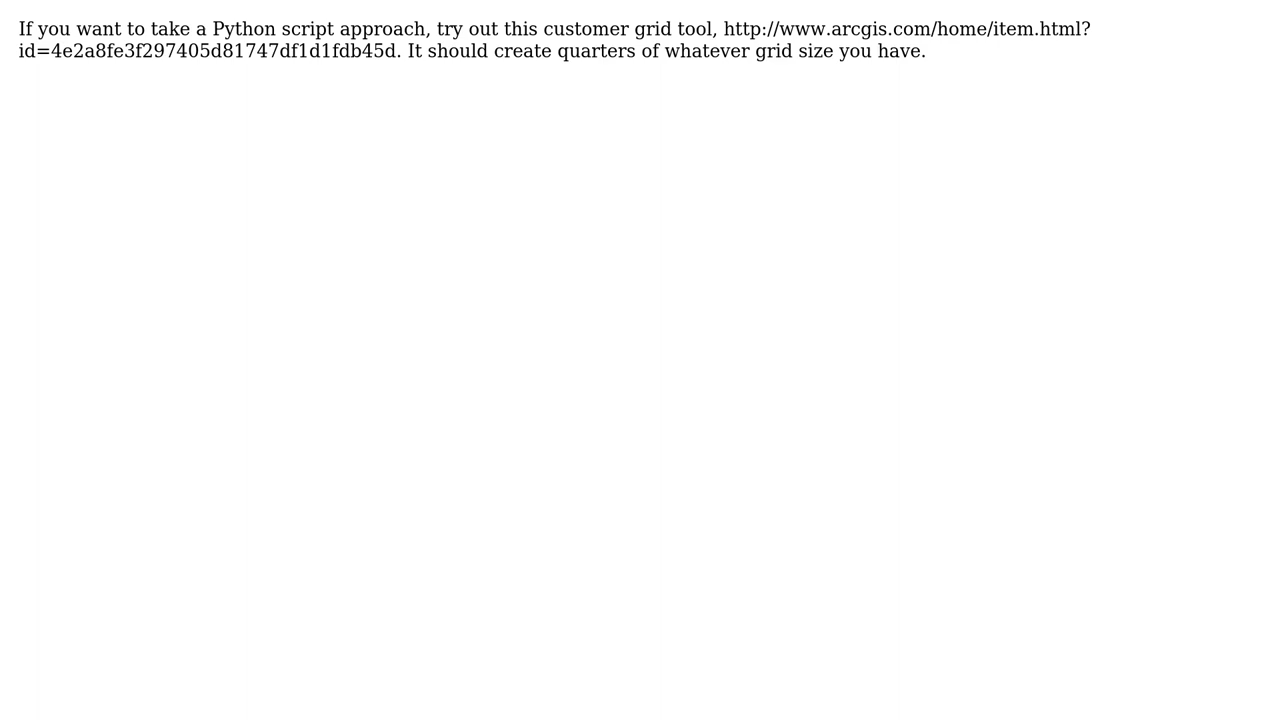 If you want to take a Python script approach, try out this customer grid tool, http://www.arcgis.com/home/item.html?
id=4e2a8fe3f297405d81747df1d1fdb45d. It should create quarters of whatever grid size you have.